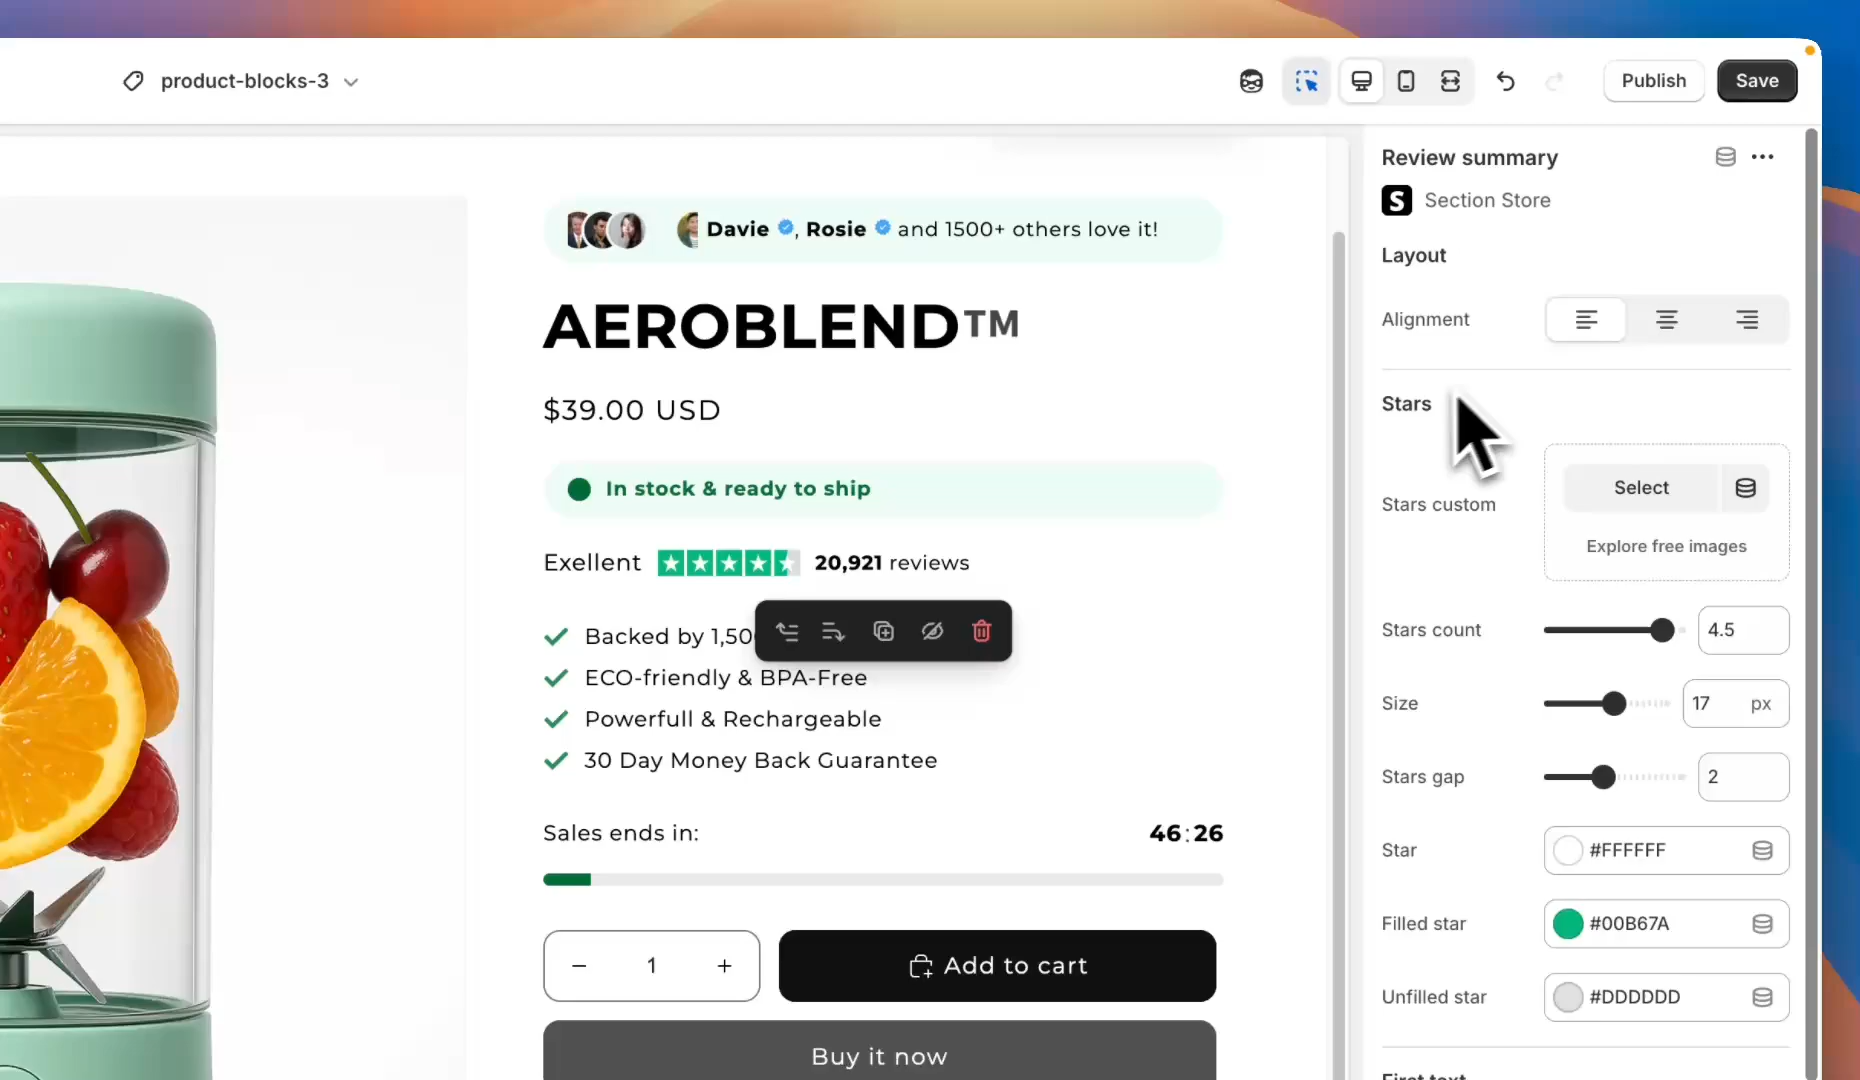 product-blocks-3
Publish
Save
Davie, Rosie and 1500+ others love it!
AEROBLEND™
$39.00 USD
In stock & ready to ship
Exellent 20,921 reviews
Backed by 1,50
ECO-friendly & BPA-Free
Powerfull & Rechargeable
30 Day Money Back Guarantee
Sales ends in: 46:26
− 1 +
Add to cart
Buy it now
Review summary
S Section Store
Layout
Alignment
Stars
Stars custom
Select
Explore free images
Stars count 4.5
Size 17 px
Stars gap 2
Star #FFFFFF
Filled star #00B67A
Unfilled star #DDDDDD
First text